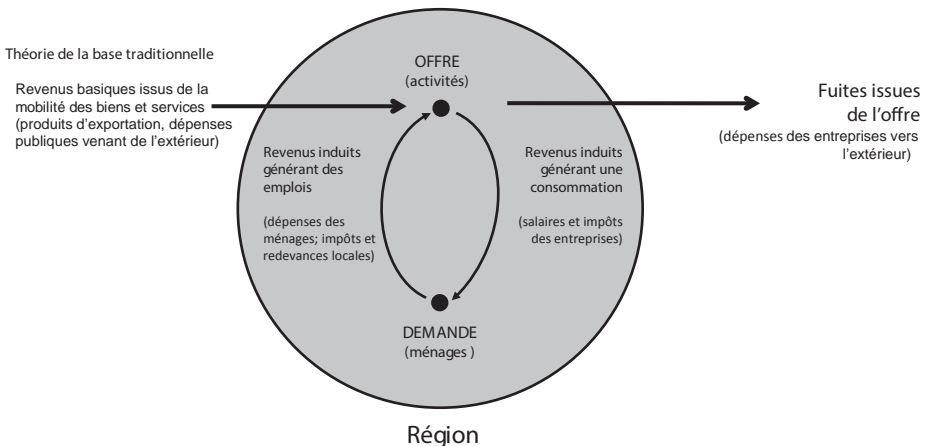 Théorie de la base traditionnelle
Revenus basiques issus de la
mobilité des biens et services
(produits d'exportation, dépenses
publiques venant de l'extérieur)
OFFRE
(activités)
Fuites issues
de l'offre
(dépenses des entreprises vers
l'extérieur)
Revenus induits
générant des
emplois
(dépenses des
ménages; impôts et
redevances locales)
Revenus induits
générant une
consommation
(salaires et impôts
des entreprises)
DEMANDE
(ménages )
Région